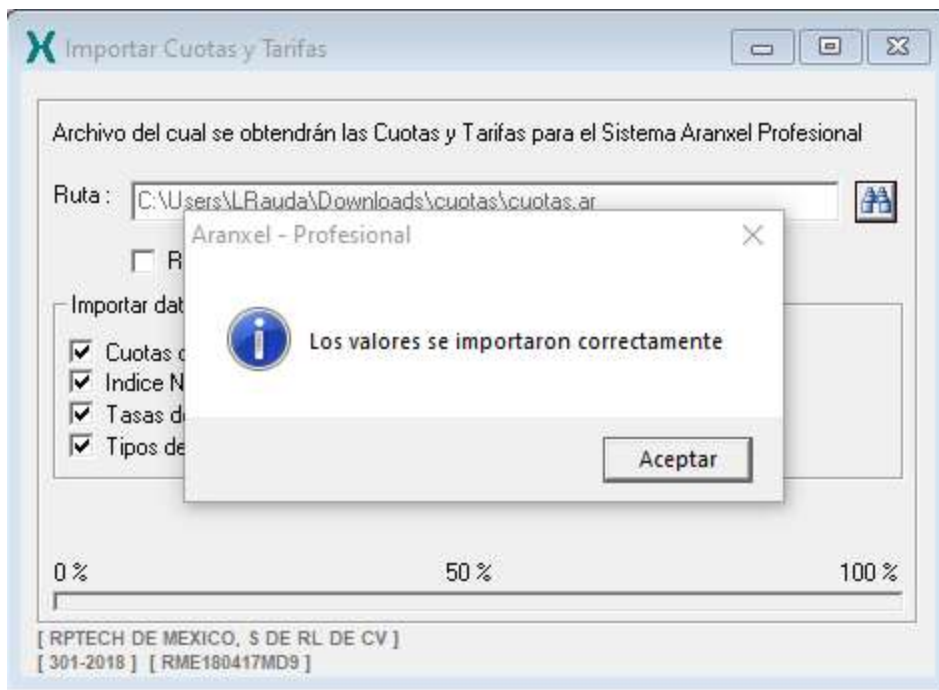 Importar Cuotas y Tarifas
Archivo del cual se obtendrán las Cuotas y Tarifas para el Sistema Aranxel Profesional
Ruta : C:\Users\LRauda\Downloads\cuotas\cuotas.ar
Aranxel - Profesional
R
Importar dat
Los valores se importaron correctamente
Cuotas
Indice N
Tasas d
Tipos de
Aceptar
0 % 50 % 100 %
[ RPTECH DE MEXICO, S DE RL DE CV ]
[ 301-2018 ] [ RME180417MD9 ]